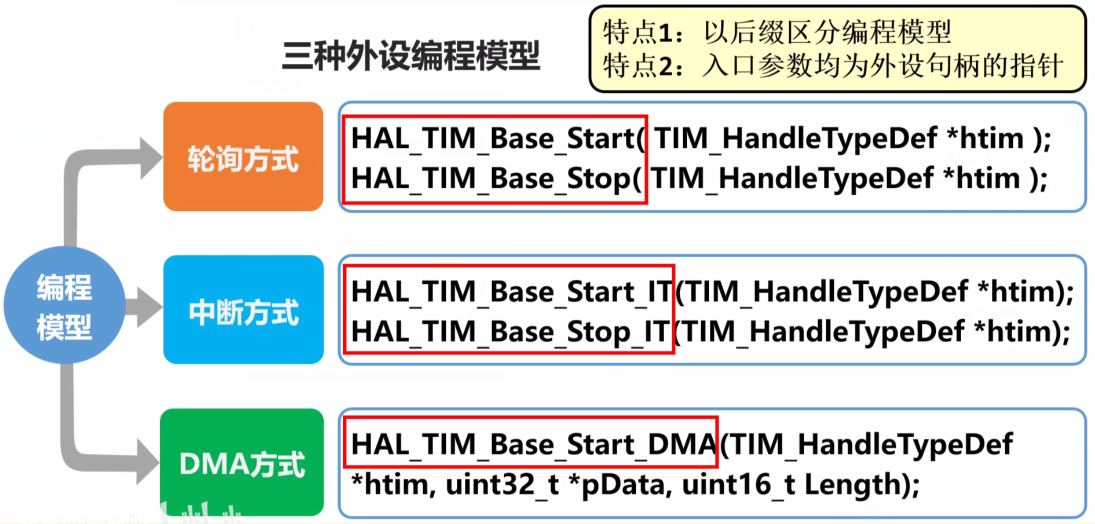 三种外设编程模型
特点1：以后缀区分编程模型
特点2：入口参数均为外设句柄的指针
轮询方式
HAL_TIM_Base_Start( TIM_HandleTypeDef *htim );
HAL_TIM_Base_Stop( TIM_HandleTypeDef *htim );
编程
模型
中断方式
HAL_TIM_Base_Start_IT(TIM_HandleTypeDef *htim);
HAL_TIM_Base_Stop_IT(TIM_HandleTypeDef *htim);
DMA方式
HAL_TIM_Base_Start_DMA(TIM_HandleTypeDef
*htim, uint32_t *pData, uint16_t Length);